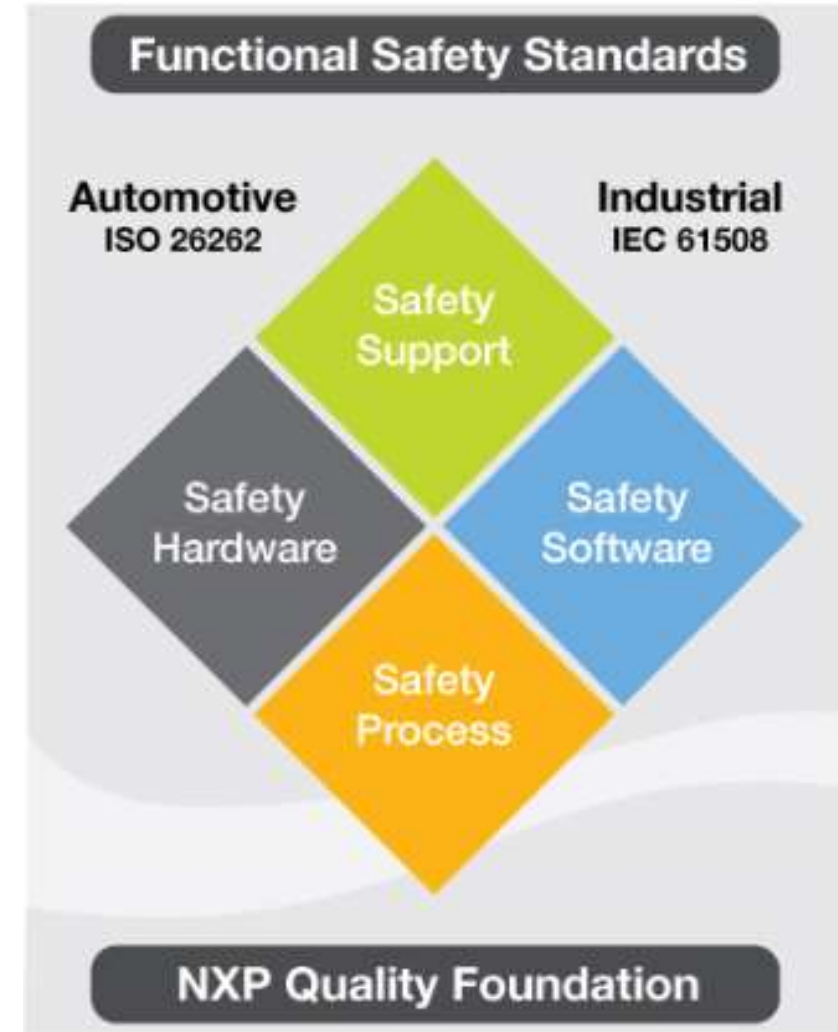 Functional Safety Standards
Automotive
ISO 26262
Industrial
IEC 61508
Safety
Support
Safety
Hardware
Safety
Software
Safety
Process
NXP Quality Foundation